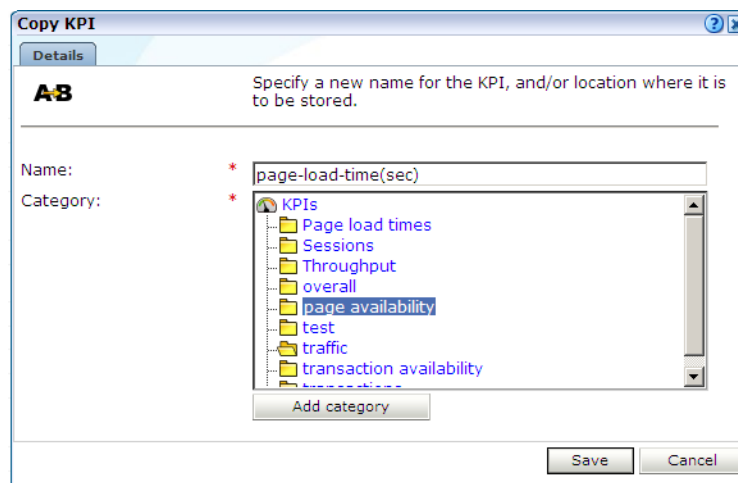 Copy KPI
?
Details
A B
Specify a new name for the KPI, and/or location where it is
to be stored.
Name: * page-load-time(sec)
Category: * KPIs
Page load times
Sessions
Throughput
overall
page availability
test
traffic
transaction availability
transactions
Add category
Save Cancel